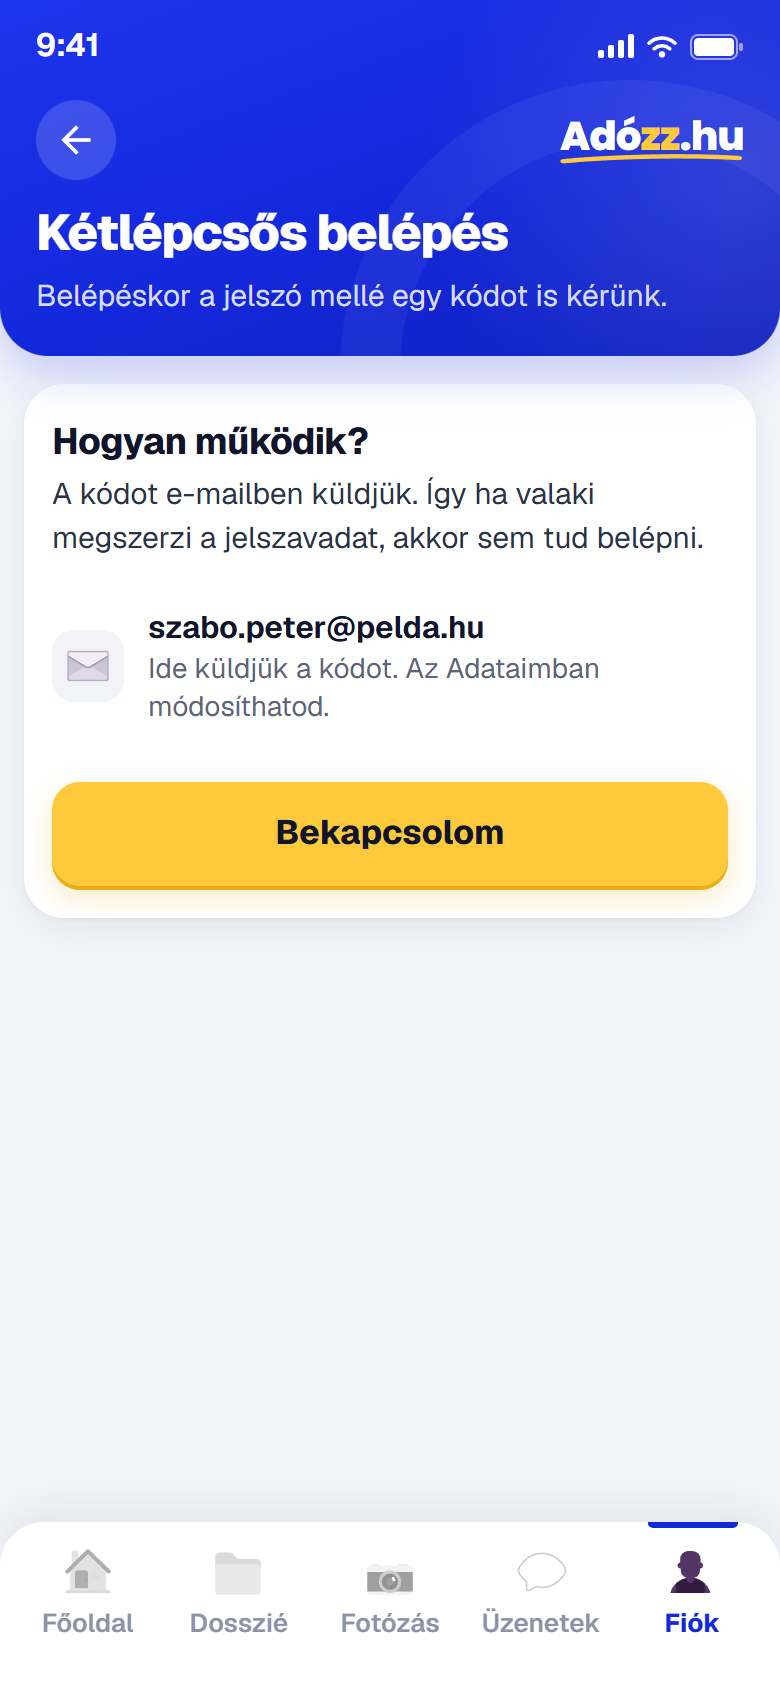 9:41
Adózz.hu
Kétlépcsős belépés
Belépéskor a jelszó mellé egy kódot is kérünk.
Hogyan működik?
A kódot e-mailben küldjük. Így ha valaki
megszerzi a jelszavadat, akkor sem tud belépni.
szabo.peter@pelda.hu
Ide küldjük a kódot. Az Adataimban
módosíthatod.
Bekapcsolom
Főoldal
Dosszié
Fotózás
Üzenetek
Fiók